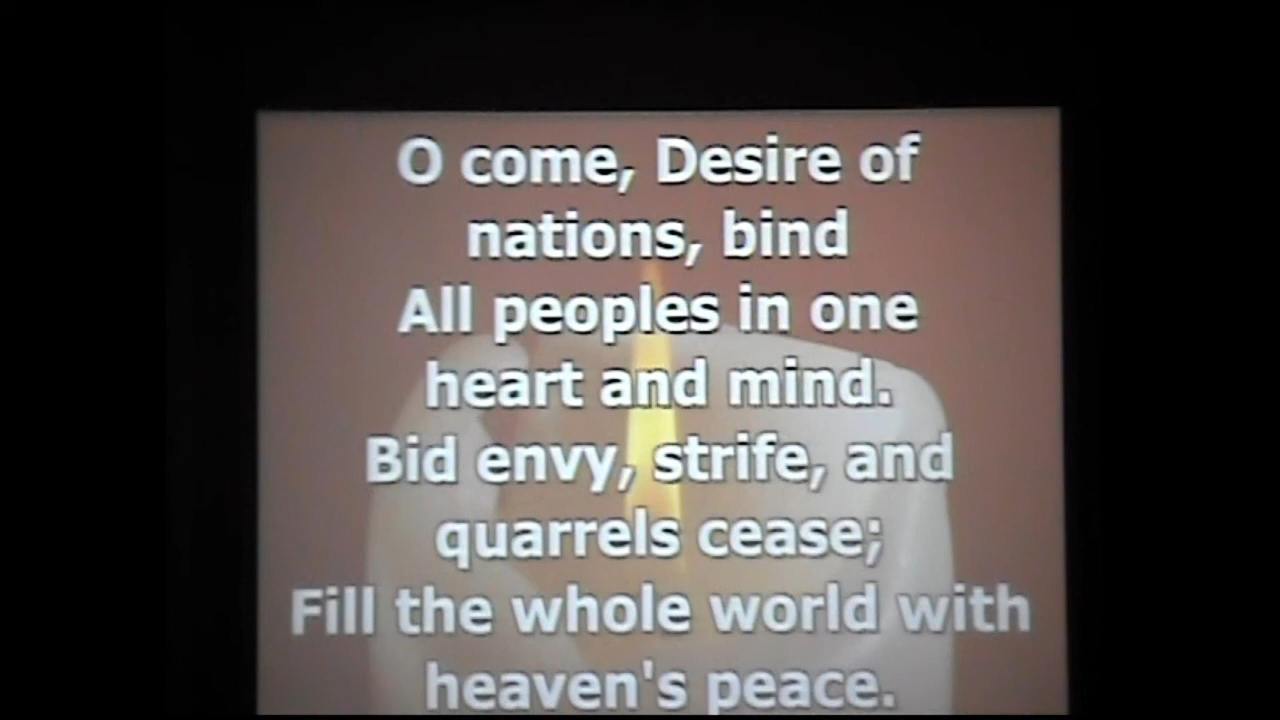 O come, Desire of
nations, bind
All peoples in one
heart and mind.
Bid envy, strife, and
quarrels cease;
Fill the whole world with
heaven's peace.